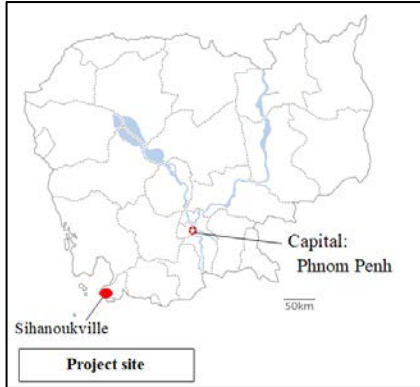 Capital:
Phnom Penh
50km
Sihanoukville
Project site